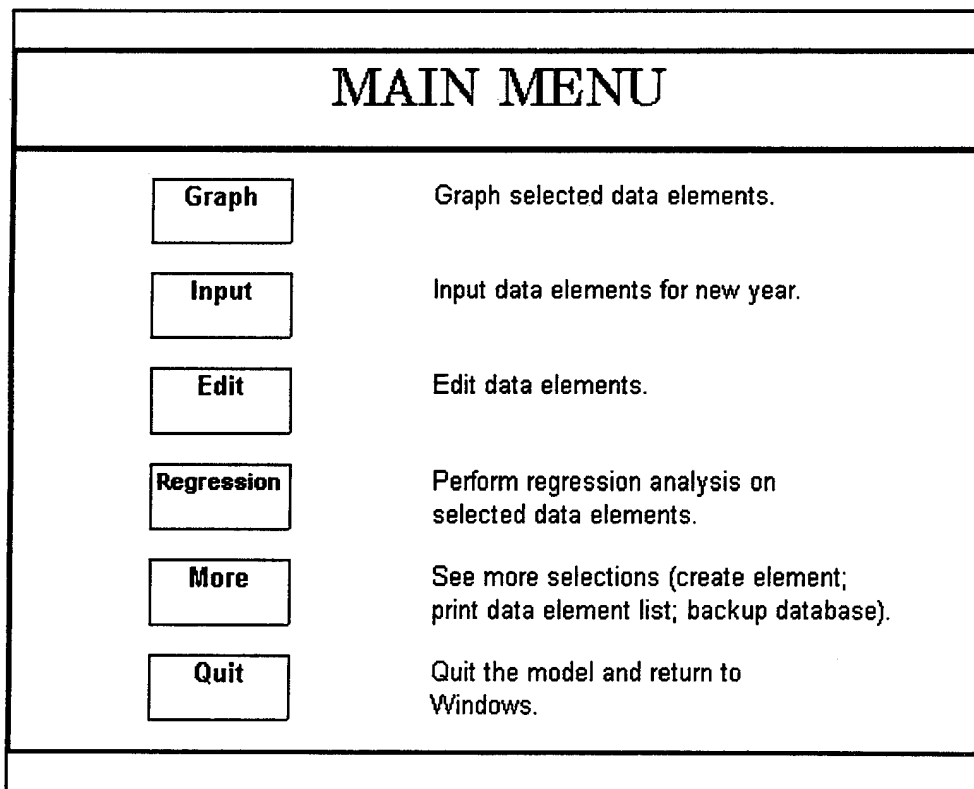 MAIN MENU
Graph
Graph selected data elements.
Input
Input data elements for new year.
Edit
Edit data elements.
Regression
Perform regression analysis on
selected data elements.
More
See more selections (create element;
print data element list; backup database).
Quit
Quit the model and return to
Windows.